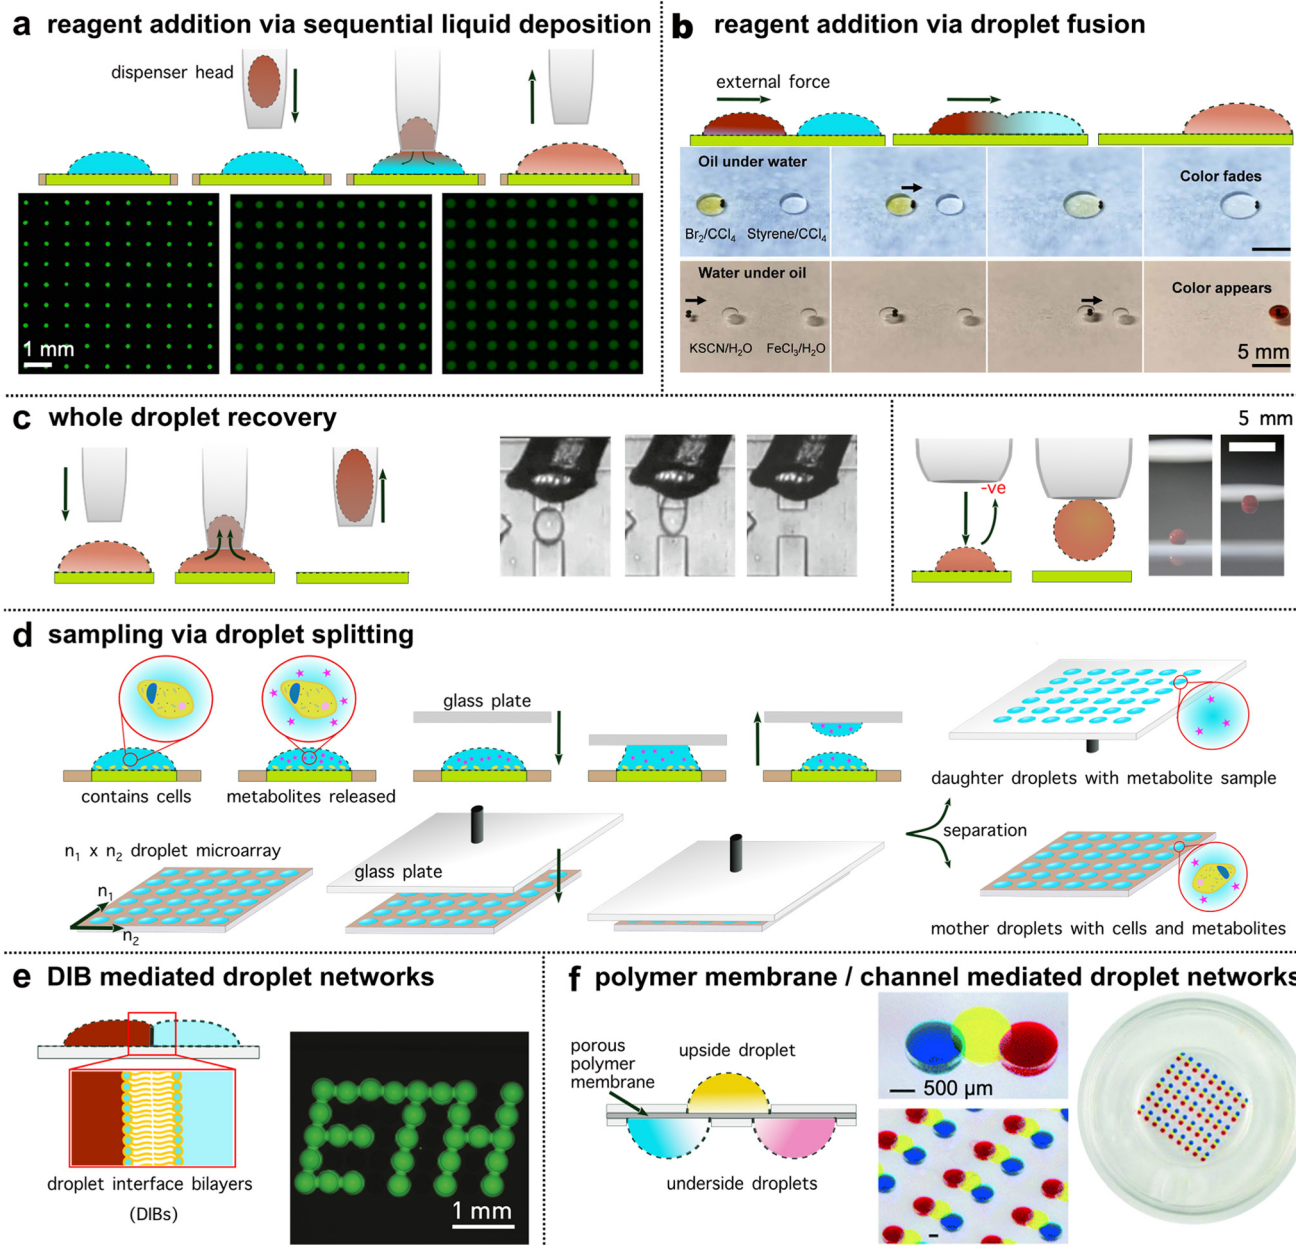 a reagent addition via sequential liquid deposition
dispenser head
1 mm
b reagent addition via droplet fusion
external force
Oil under water
Color fades
Br₂/CCl₄ Styrene/CCl₄
Water under oil
Color appears
KSCN/H₂O FeCl₃/H₂O
5 mm
c whole droplet recovery
5 mm
-ve
d sampling via droplet splitting
glass plate
contains cells
metabolites released
daughter droplets with metabolite sample
n₁ x n₂ droplet microarray
n₁
n₂
glass plate
separation
mother droplets with cells and metabolites
e DIB mediated droplet networks
droplet interface bilayers
(DIBs)
1 mm
f polymer membrane / channel mediated droplet networks
porous
polymer
membrane
upside droplet
underside droplets
500 µm